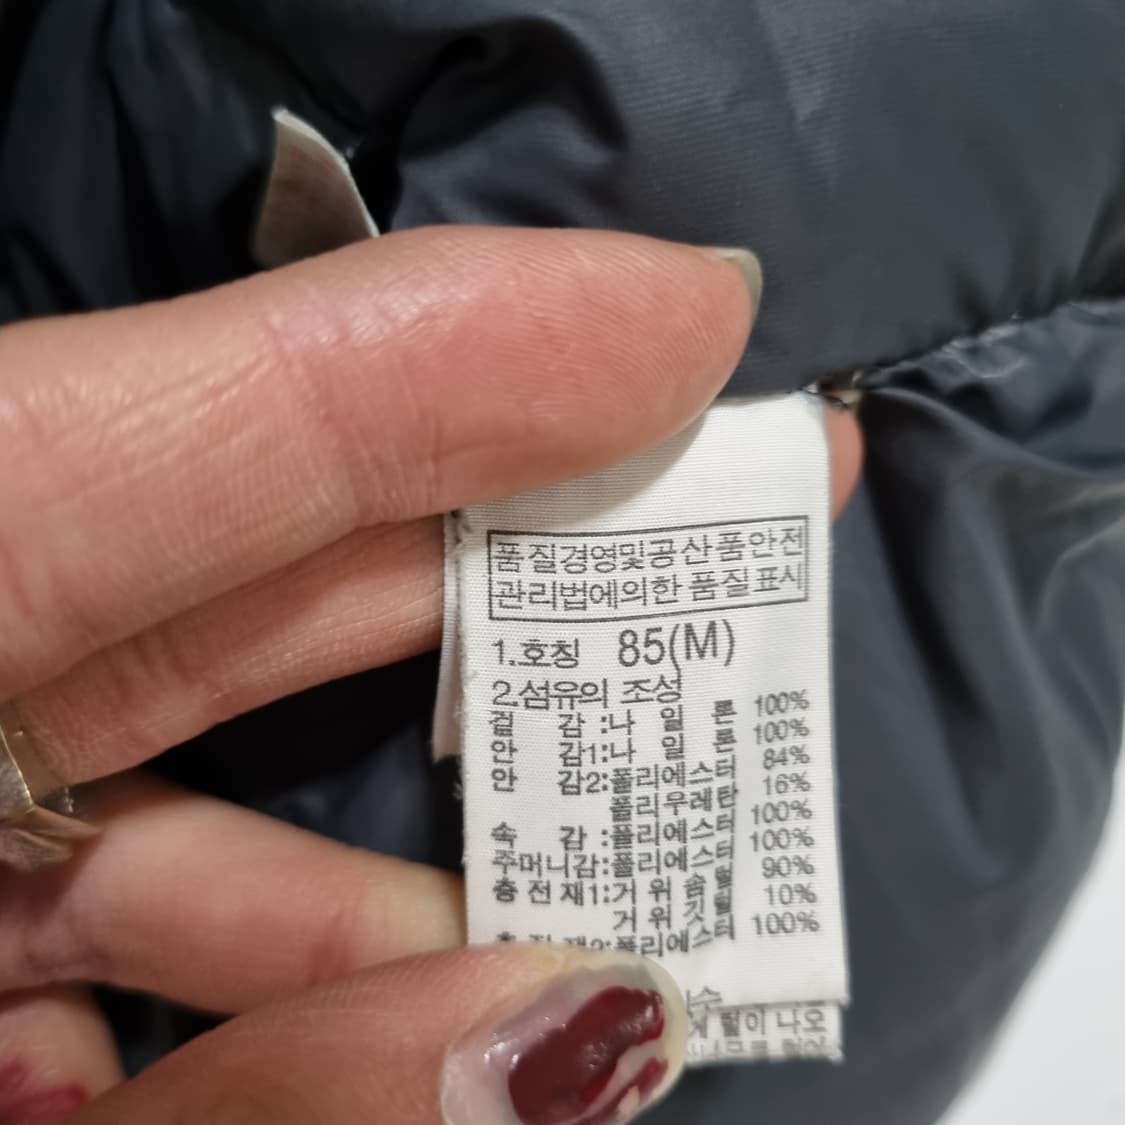 품질경영및공산품안전
관리법에의한 품질표시
1.호칭 85(M)
2.섬유의 조성
겉 감 :나 일 론 100%
안 감1:나 일 론 100%
안 감2:폴리에스터 84%
폴리우레탄 16%
속 감 :폴리에스터 100%
주머니감:폴리에스터 100%
충 전 재1:거 위 솜 털 90%
거 위 깃 털 10%
폴리에스터 100%
털이 나오